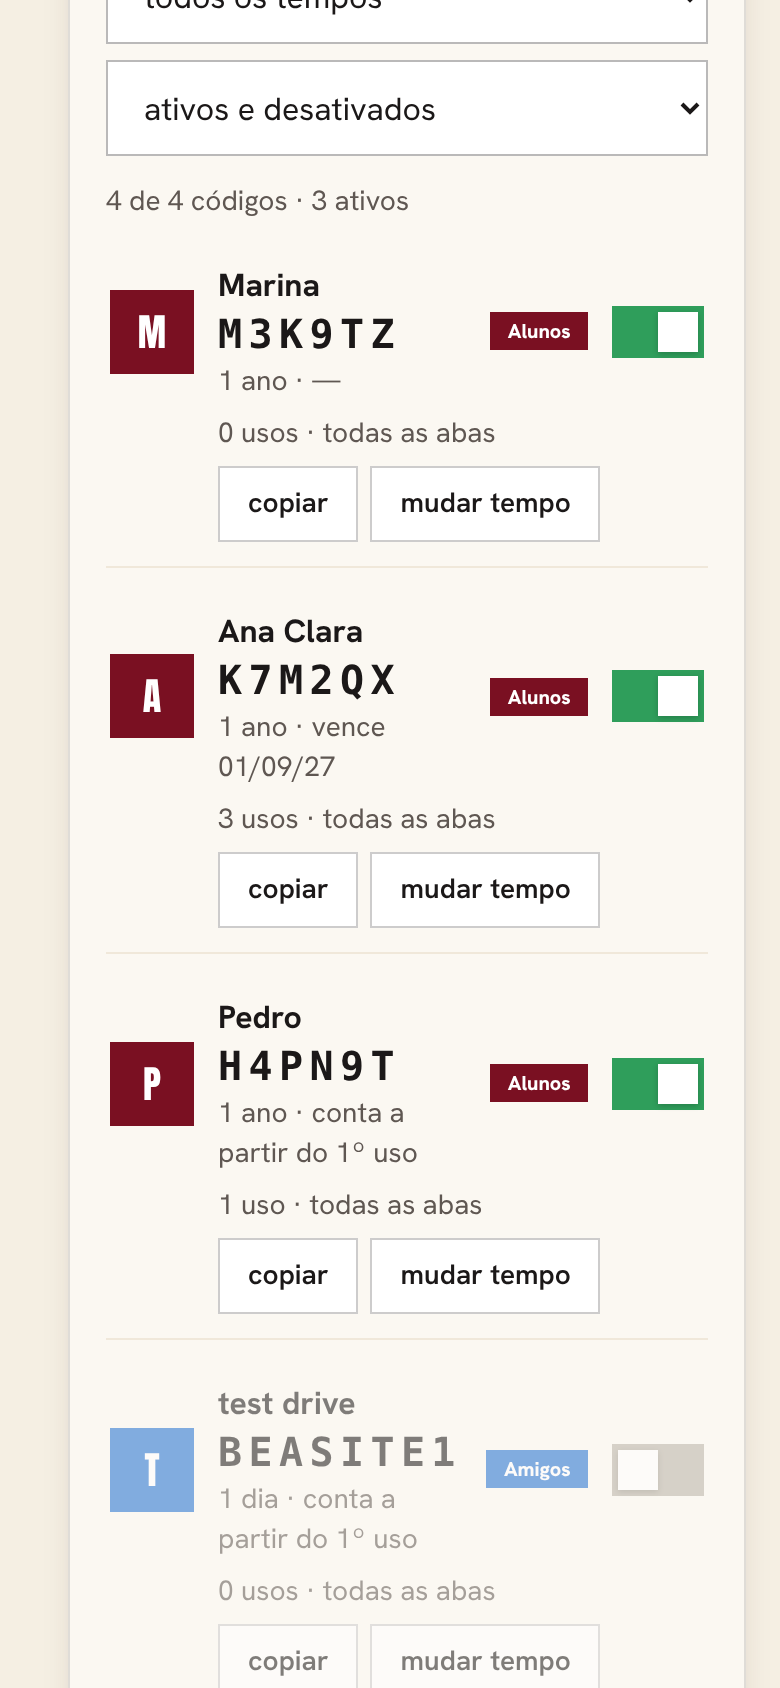 todos os tempos
ativos e desativados
4 de 4 códigos · 3 ativos
Marina
M
M3K9TZ
Alunos
1 ano · —
0 usos · todas as abas
copiar
mudar tempo
Ana Clara
A
K7M2QX
Alunos
1 ano · vence
01/09/27
3 usos · todas as abas
copiar
mudar tempo
Pedro
P
H4PN9T
Alunos
1 ano · conta a
partir do 1º uso
1 uso · todas as abas
copiar
mudar tempo
test drive
T
BEASITE1
Amigos
1 dia · conta a
partir do 1º uso
0 usos · todas as abas
copiar
mudar tempo